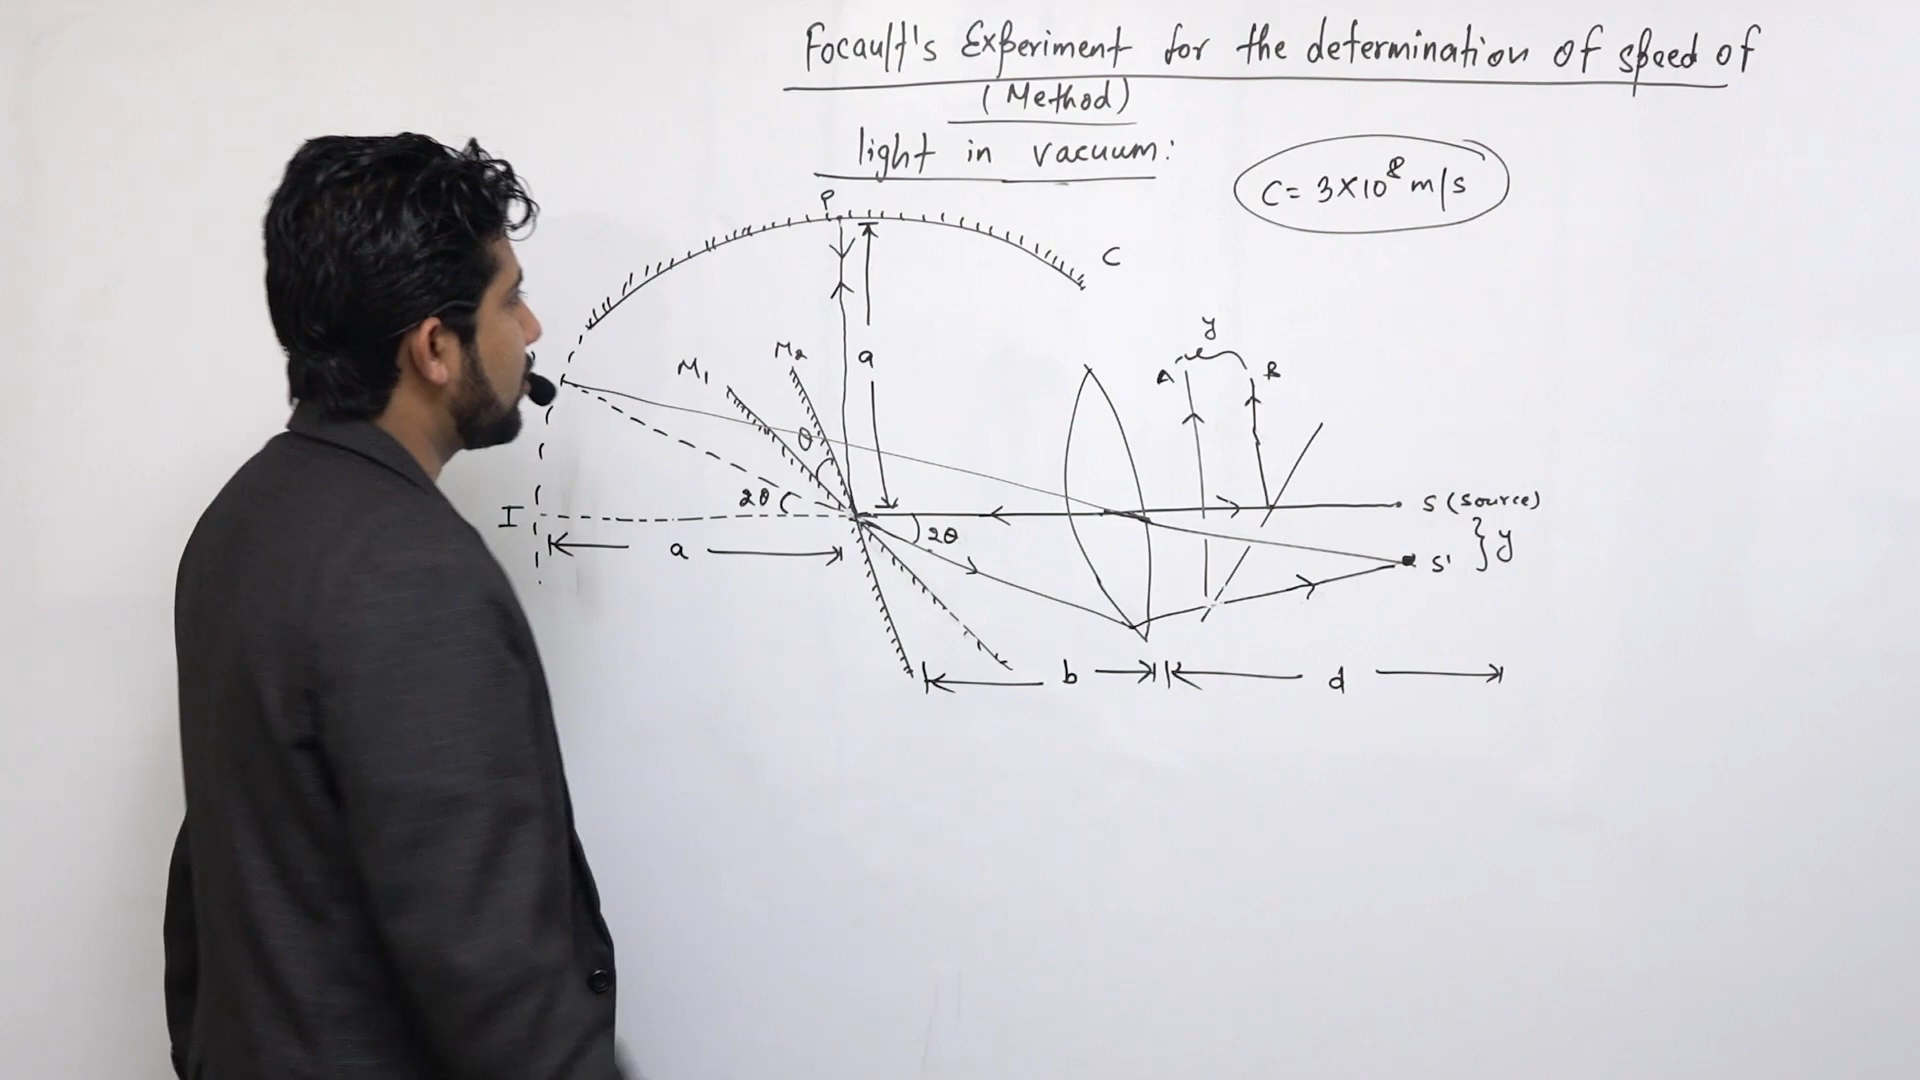 Focault's Experiment for the determination of speed of
(Method)
light in vacuum:
C = 3×10⁸ m/s
P
C
y
a
M₁
M₂
A
B
θ
2θ
I
S (source)
2θ
a
} y
S'
b
d